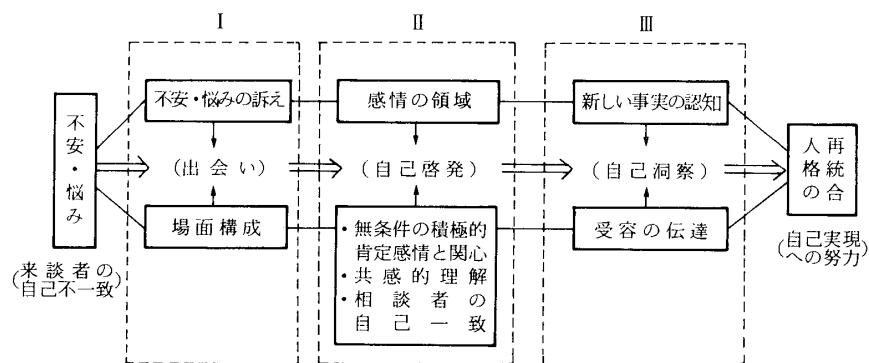 Ⅰ
Ⅱ
Ⅲ
不安・悩み
(来談者の
自己不一致)
不安・悩みの訴え
(出会い)
場面構成
感情の領域
(自己啓発)
・無条件の積極的
肯定感情と関心
・共感的理解
・相談者の
自己一致
新しい事実の認知
(自己洞察)
受容の伝達
人格の
再統合
(自己実現
への努力)